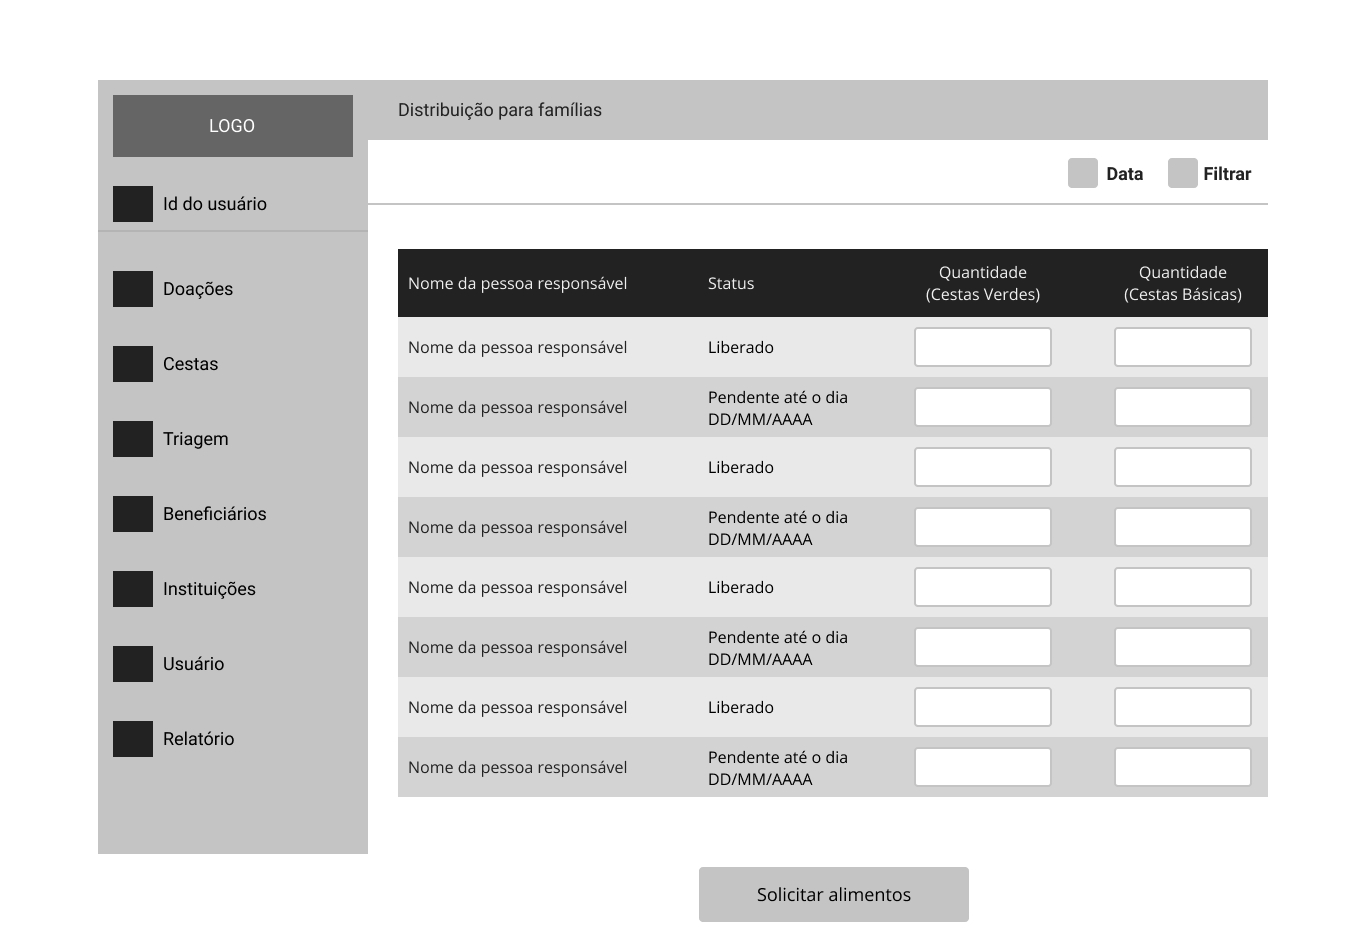 LOGO
Distribuição para famílias
Data
Filtrar
Id do usuário
Doações
Cestas
Triagem
Beneficiários
Instituições
Usuário
Relatório
Nome da pessoa responsável
Status
Quantidade
(Cestas Verdes)
Quantidade
(Cestas Básicas)
Nome da pessoa responsável
Liberado
Nome da pessoa responsável
Pendente até o dia
DD/MM/AAAA
Nome da pessoa responsável
Liberado
Nome da pessoa responsável
Pendente até o dia
DD/MM/AAAA
Nome da pessoa responsável
Liberado
Nome da pessoa responsável
Pendente até o dia
DD/MM/AAAA
Nome da pessoa responsável
Liberado
Nome da pessoa responsável
Pendente até o dia
DD/MM/AAAA
Solicitar alimentos